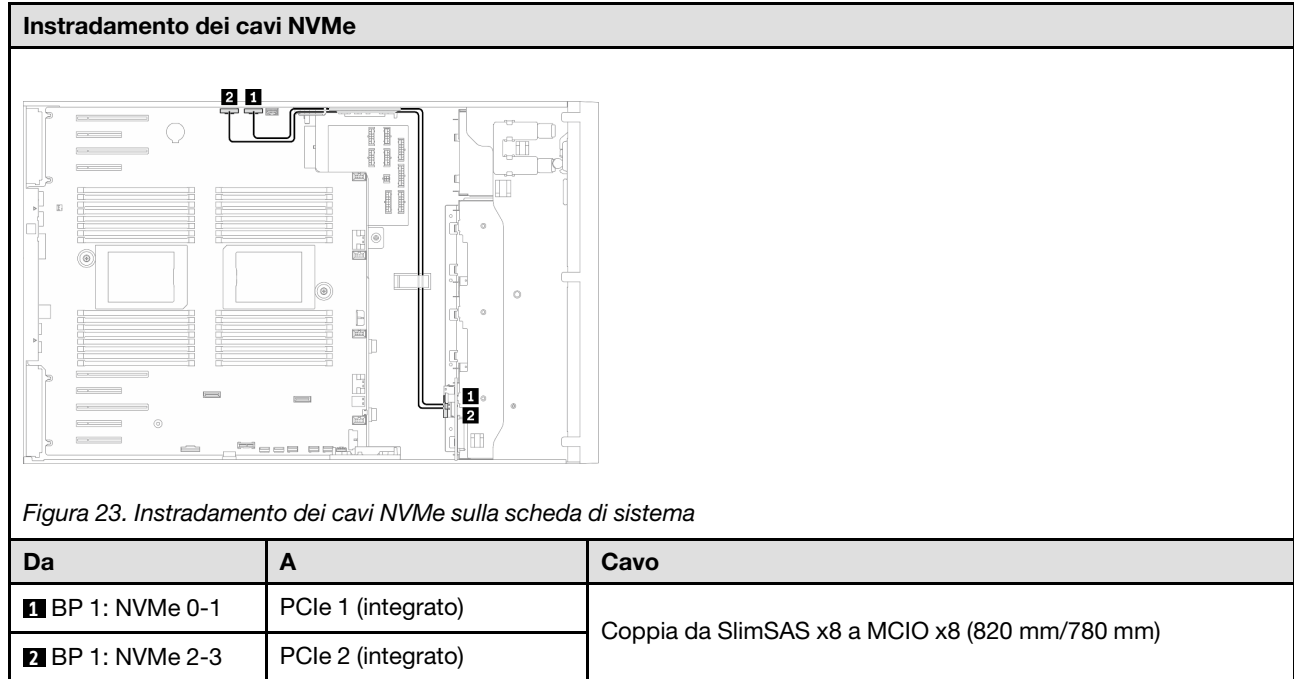 Instradamento dei cavi NVMe
2 1
1
2
Figura 23. Instradamento dei cavi NVMe sulla scheda di sistema
Da A Cavo
1 BP 1: NVMe 0-1 PCIe 1 (integrato)
Coppia da SlimSAS x8 a MCIO x8 (820 mm/780 mm)
2 BP 1: NVMe 2-3 PCIe 2 (integrato)